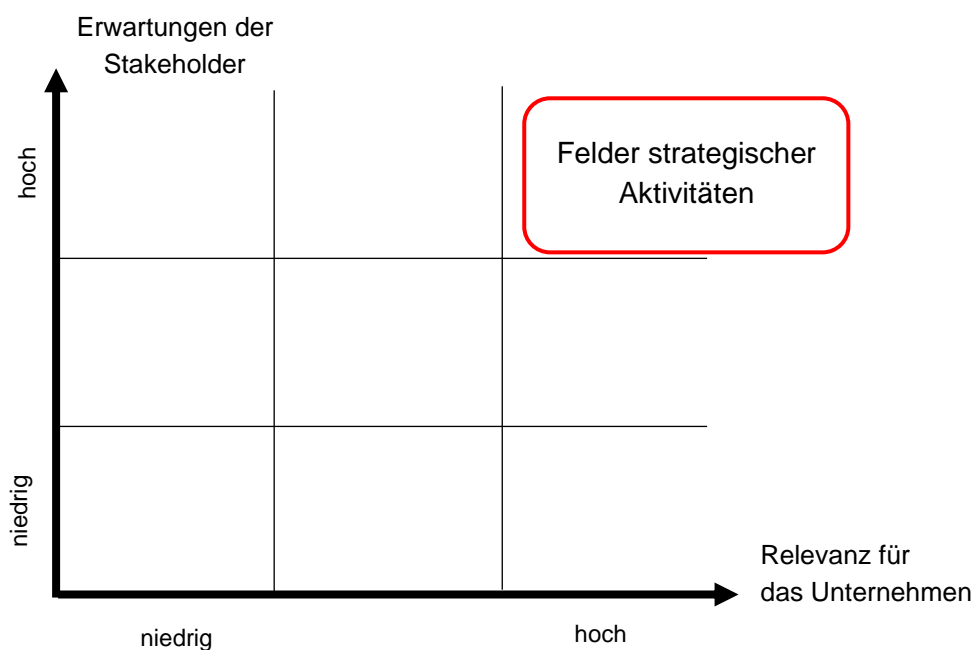 Erwartungen der
Stakeholder
hoch
Felder strategischer
Aktivitäten
niedrig
Relevanz für
das Unternehmen
niedrig
hoch